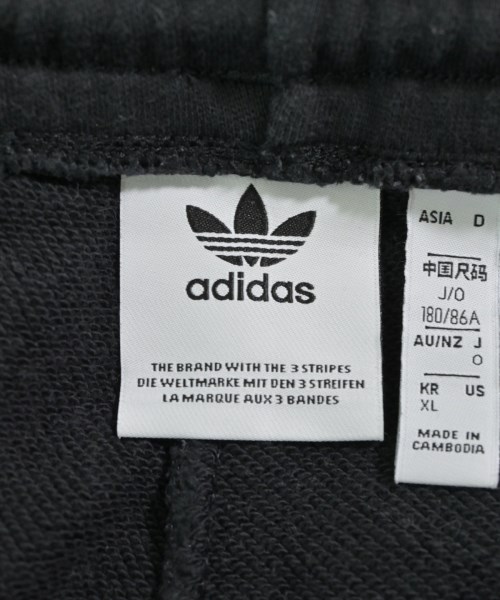 adidas
THE BRAND WITH THE 3 STRIPES
DIE WELTMARKE MIT DEN 3 STREIFEN
LA MARQUE AUX 3 BANDES
ASIA D
中国尺码
J/O
180/86A
AU/NZ J
O
KR US
XL
MADE IN
CAMBODIA